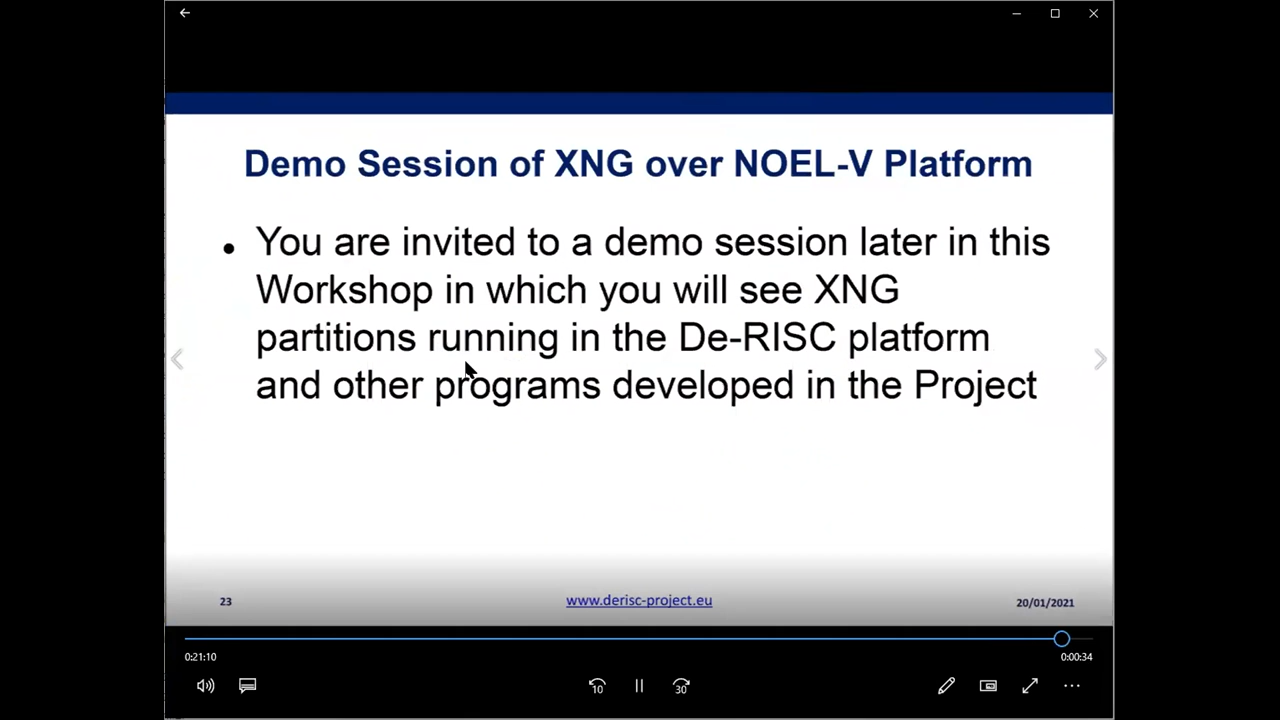 Demo Session of XNG over NOEL-V Platform
• You are invited to a demo session later in this
Workshop in which you will see XNG
partitions running in the De-RISC platform
and other programs developed in the Project
23
www.derisc-project.eu
20/01/2021
0:21:10
0:00:34
10
30